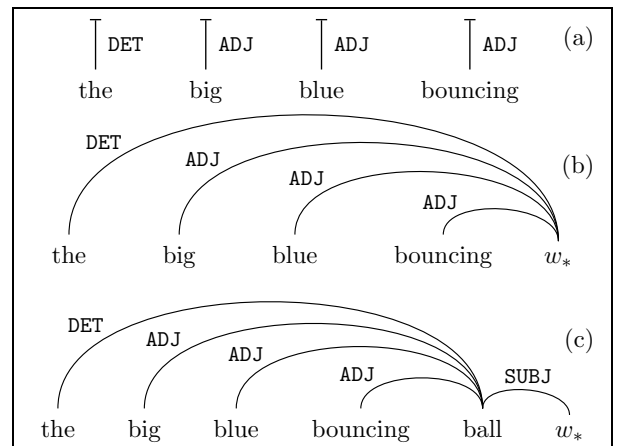 DET ADJ ADJ ADJ (a)
the big blue bouncing
DET
ADJ
(b)
ADJ
ADJ
the big blue bouncing w*
DET
ADJ
(c)
ADJ
ADJ SUBJ
the big blue bouncing ball w*